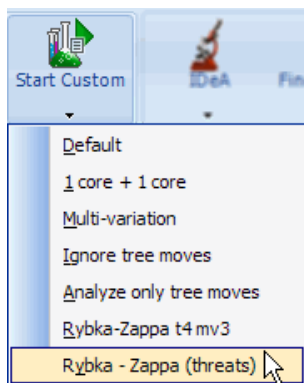 Start Custom
IDeA
Fin
Default
1 core + 1 core
Multi-variation
Ignore tree moves
Analyze only tree moves
Rybka-Zappa t4 mv3
Rybka - Zappa (threats)